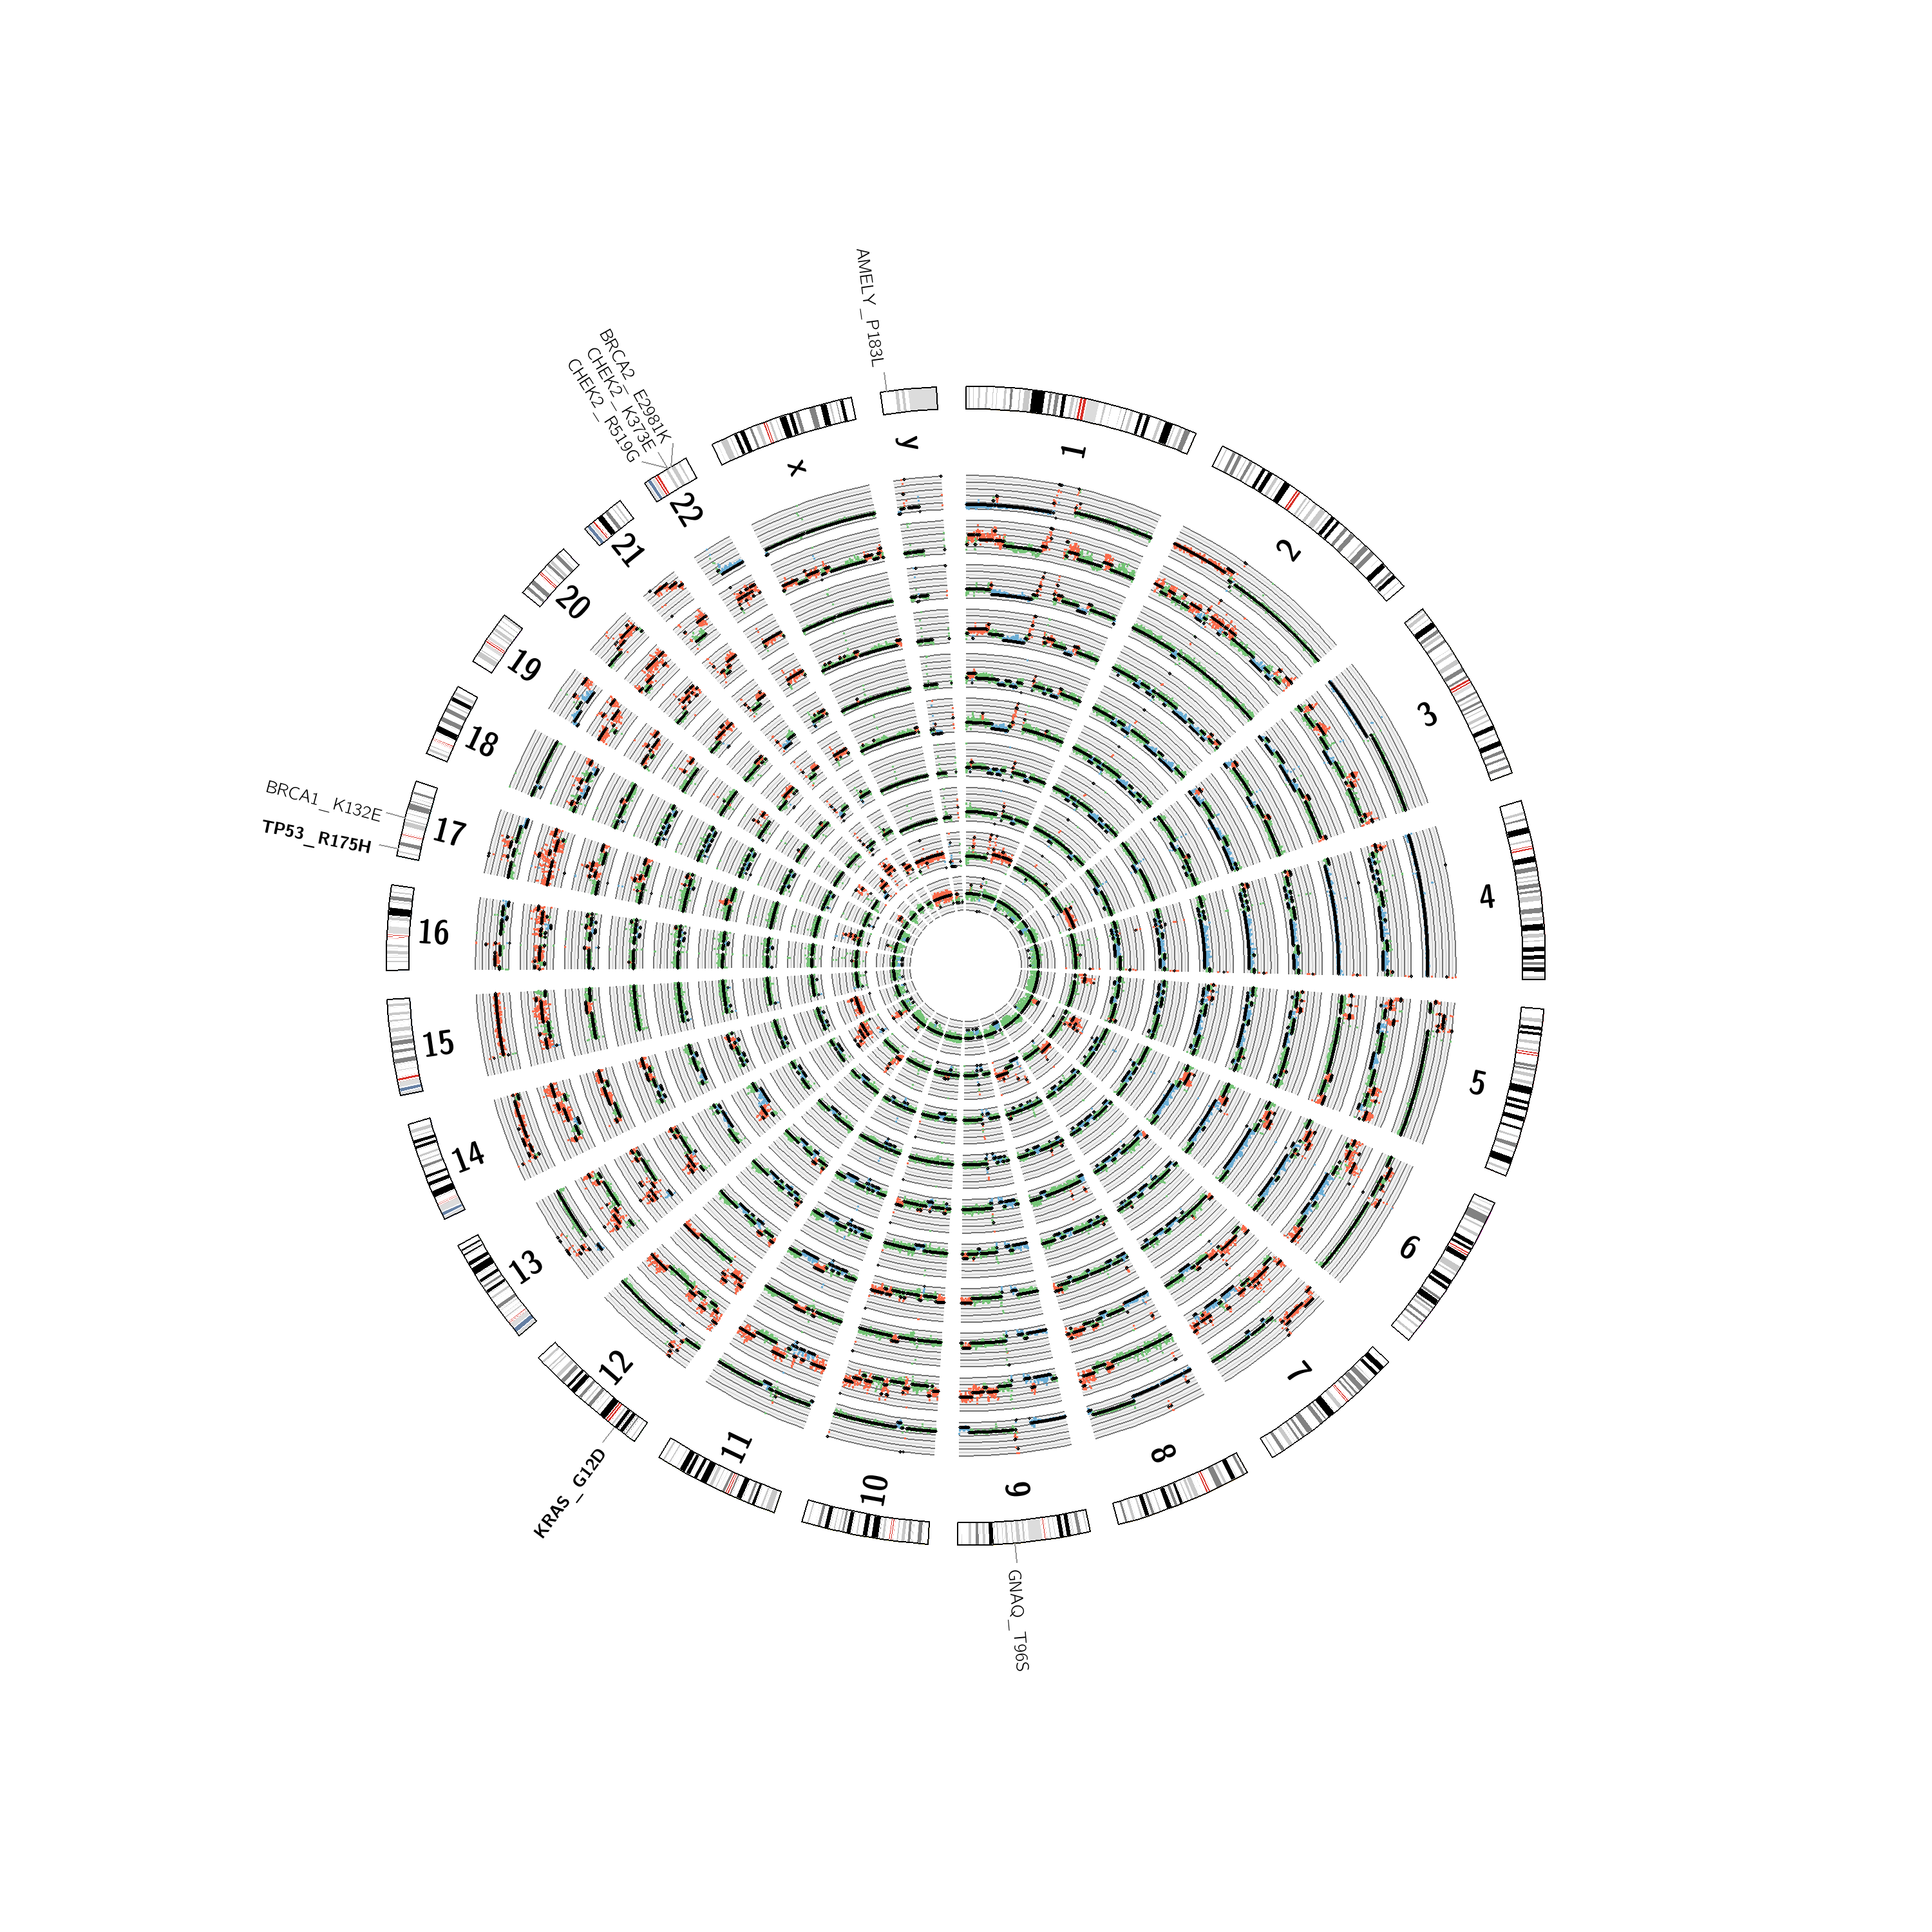 AMELY_P183L
BRCA2_E2981K
CHEK2_K373E
CHEK2_R519G
BRCA1_K132E
TP53_R175H
KRAS_G12D
GNAQ_T96S
1
2
3
4
5
6
7
8
9
10
11
12
13
14
15
16
17
18
19
20
21
22
x
y